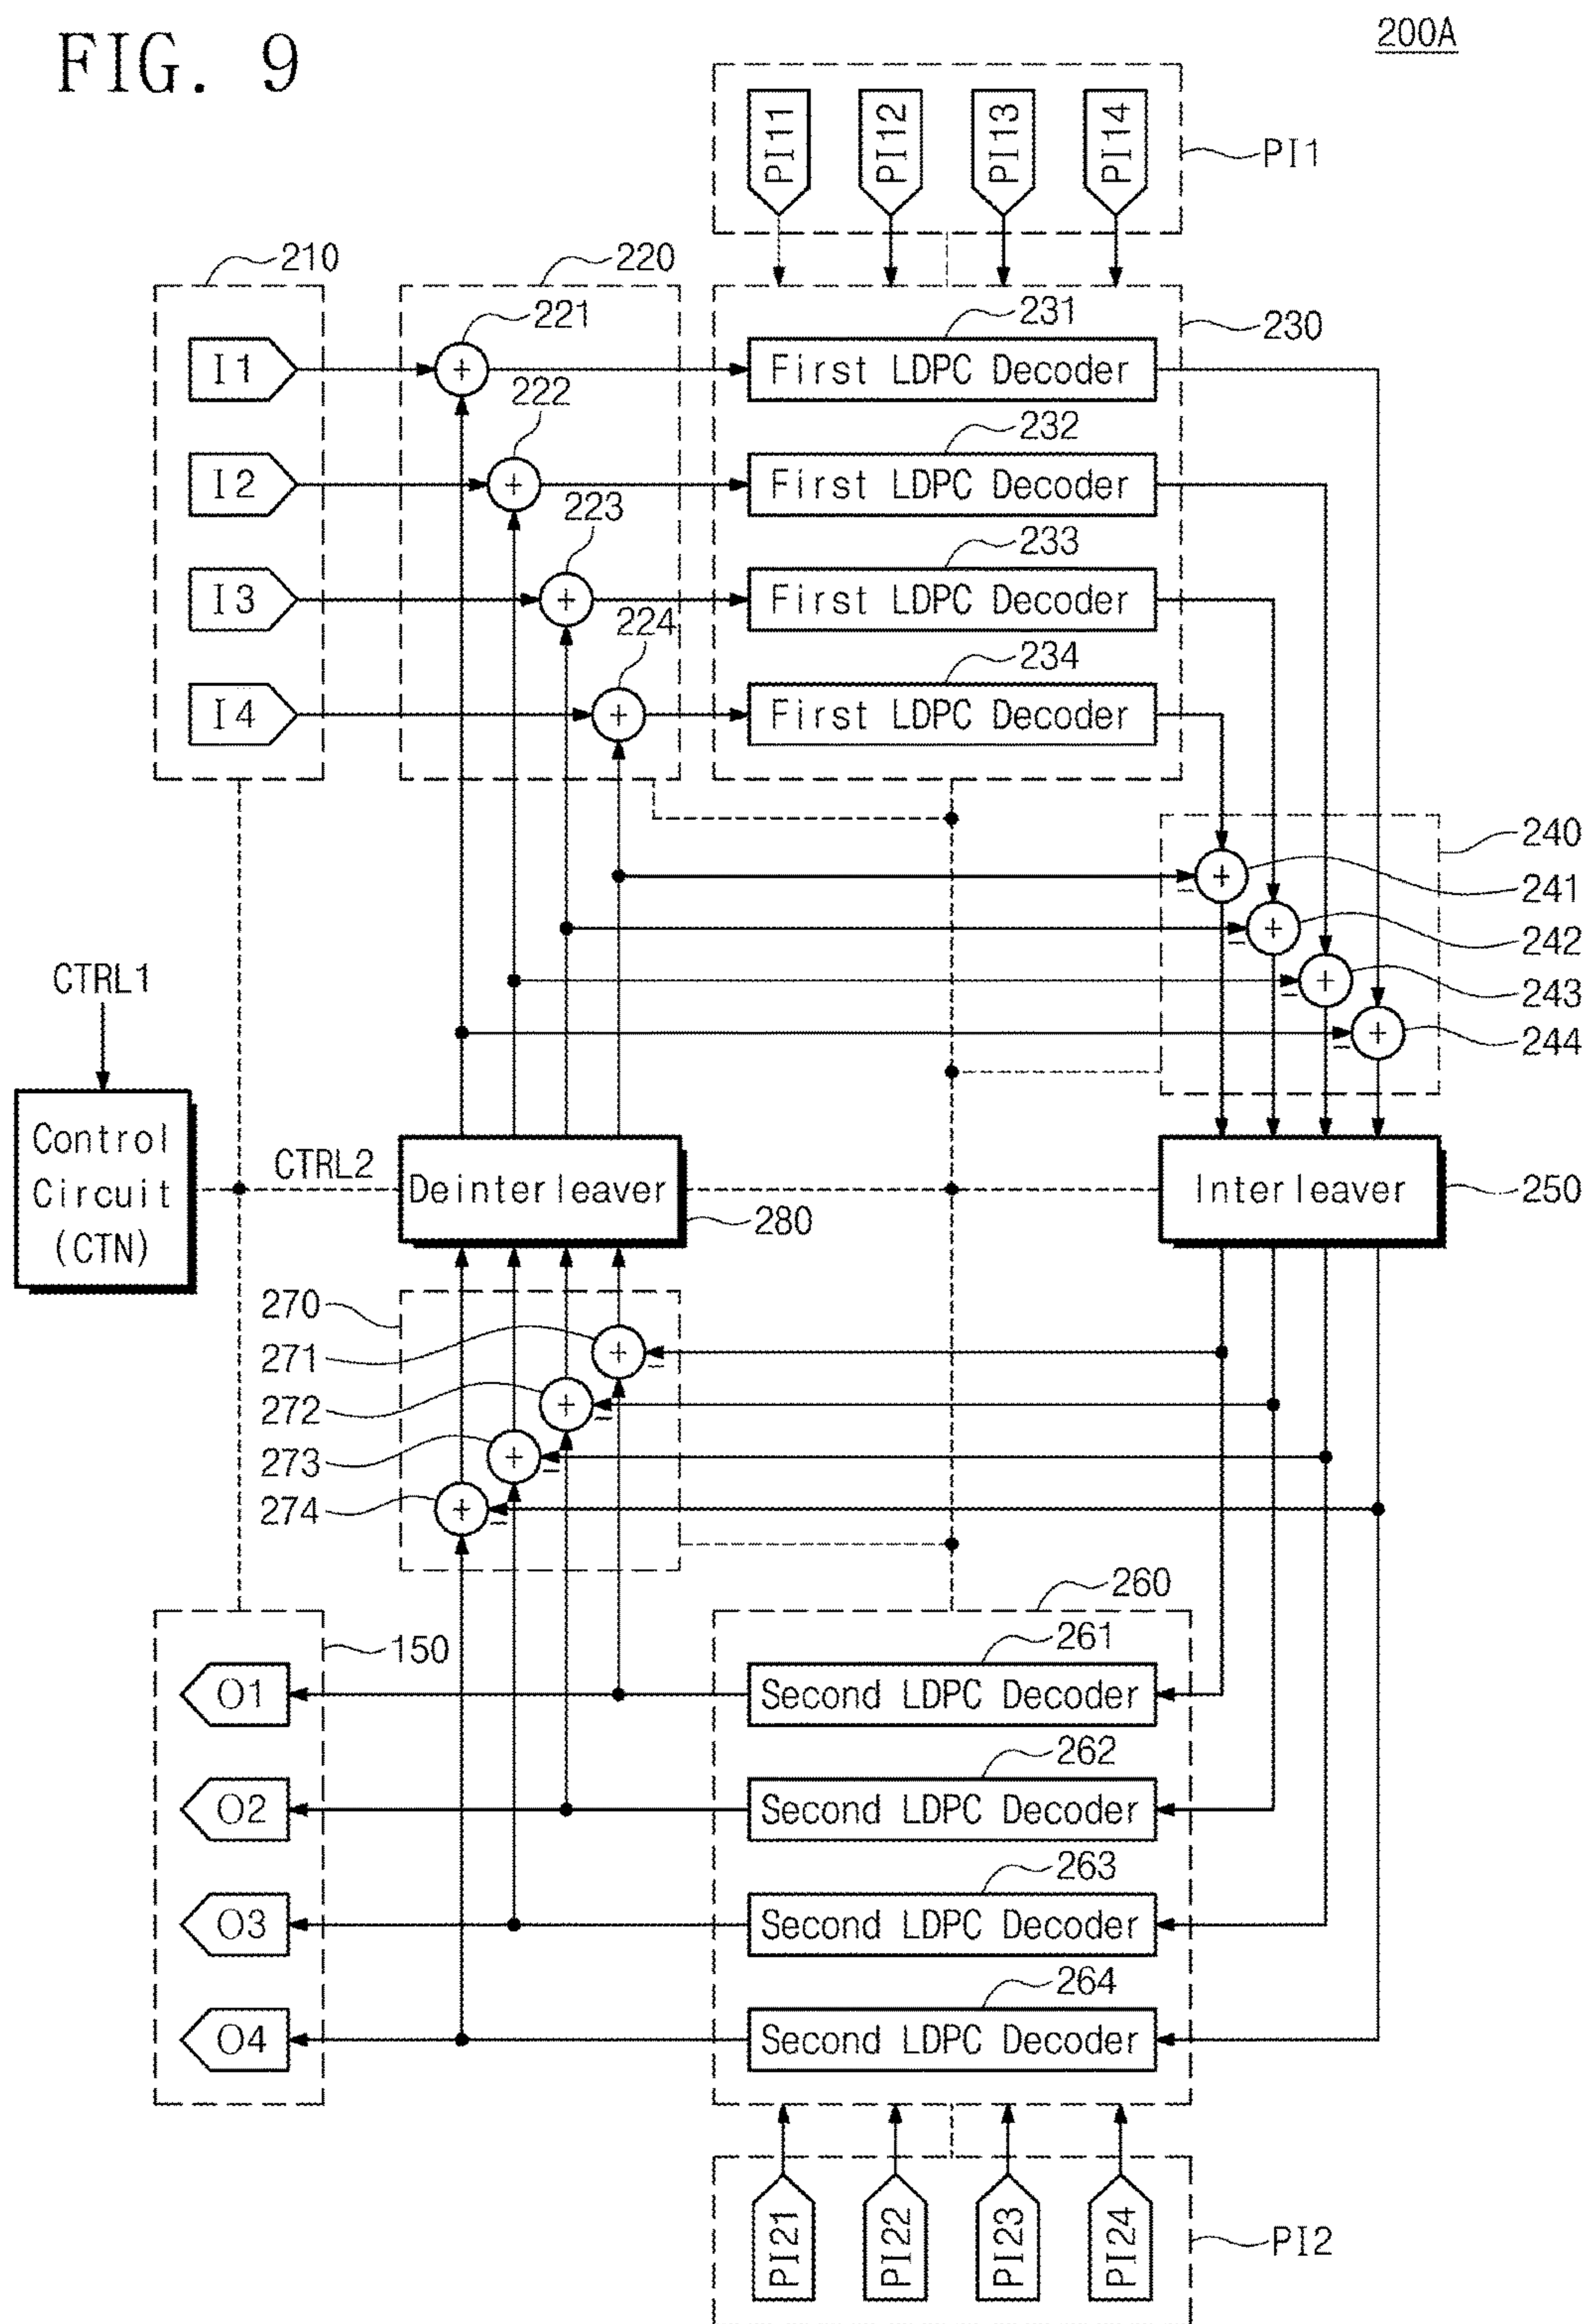 FIG. 9
200A
PI11
PI12
PI13
PI14
PI1
210
220
230
I1
221
231
First LDPC Decoder
I2
222
232
First LDPC Decoder
I3
223
233
First LDPC Decoder
I4
224
234
First LDPC Decoder
240
+
−
241
+
−
242
+
−
243
+
−
244
+
+
+
+
CTRL1
Control
Circuit
(CTN)
CTRL2
Deinterleaver
280
Interleaver
250
270
271
+
−
272
+
−
273
+
−
274
+
−
260
150
O1
261
Second LDPC Decoder
O2
262
Second LDPC Decoder
O3
263
Second LDPC Decoder
O4
264
Second LDPC Decoder
PI21
PI22
PI23
PI24
PI2